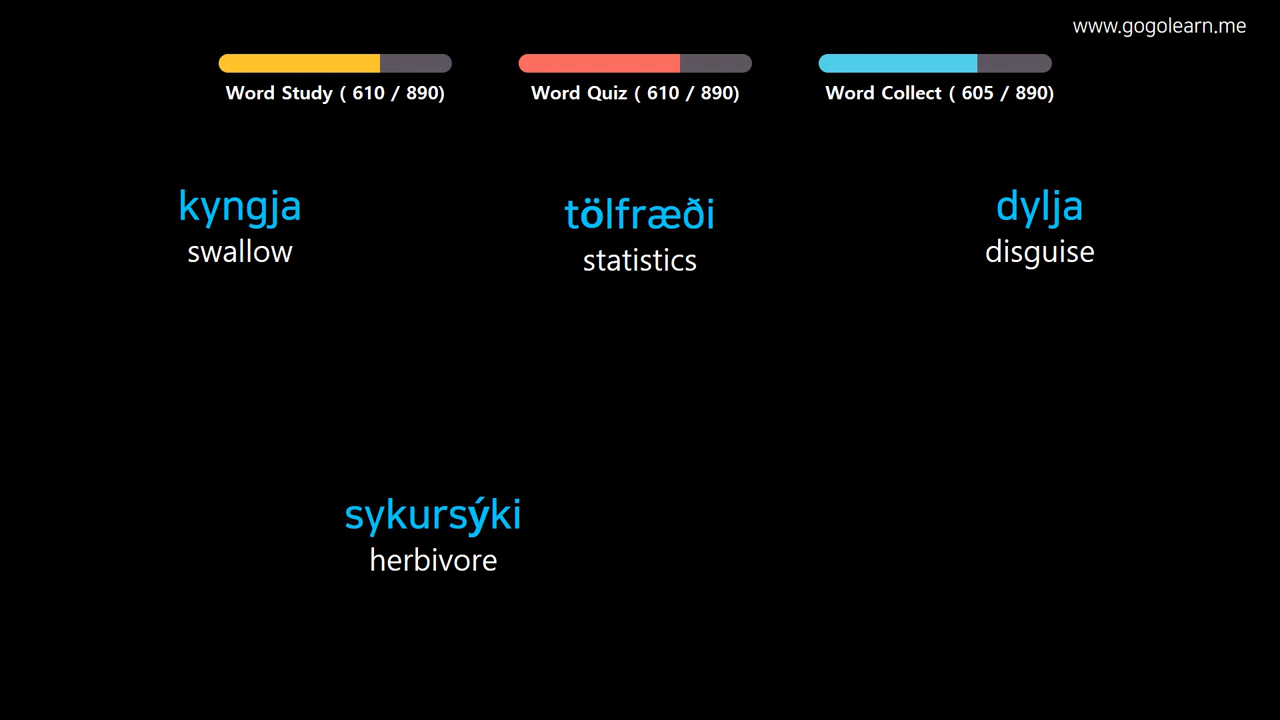 www.gogolearn.me
Word Study ( 610 / 890)
Word Quiz ( 610 / 890)
Word Collect ( 605 / 890)
kyngja
swallow
tölfræði
statistics
dylja
disguise
sykursýki
herbivore